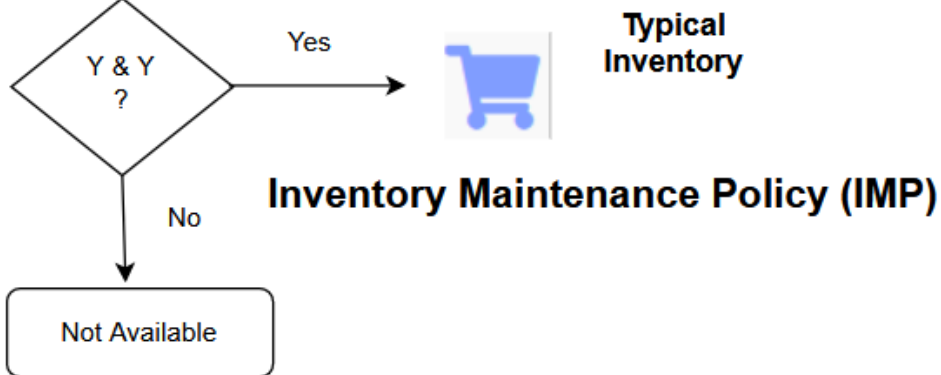 Typical
Inventory
Yes
Y & Y
?
Inventory Maintenance Policy (IMP)
No
Not Available